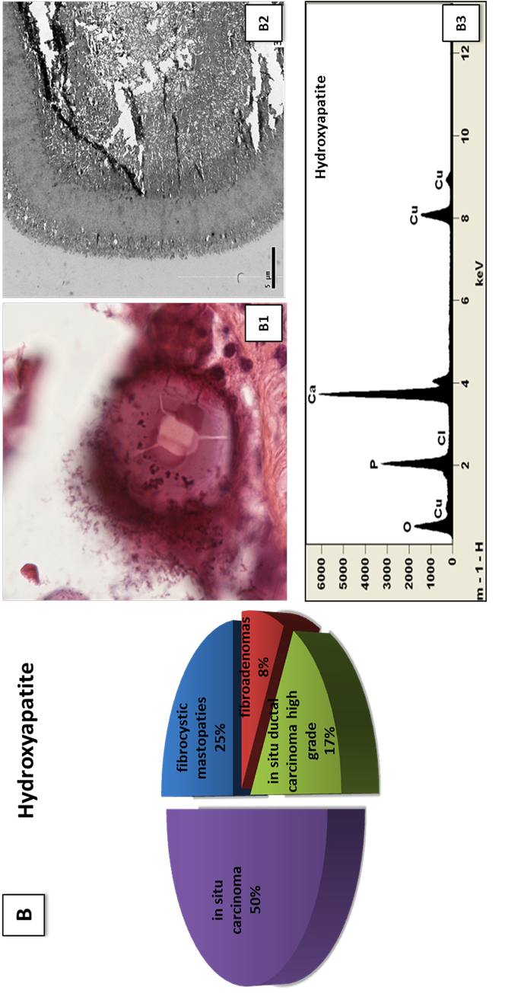 B
Hydroxyapatite
fibrocystic
mastopaties
25%
fibroadenomas
8%
in situ ductal
carcinoma high
grade
17%
in situ
carcinoma
50%
B1
B2
5 µm
B3
Hydroxyapatite
6000
5000
4000
3000
2000
1000
0
O
Cu
P
Cl
Ca
Cu
Cu
2
4
6
8
10
12
keV
m - 1 - H